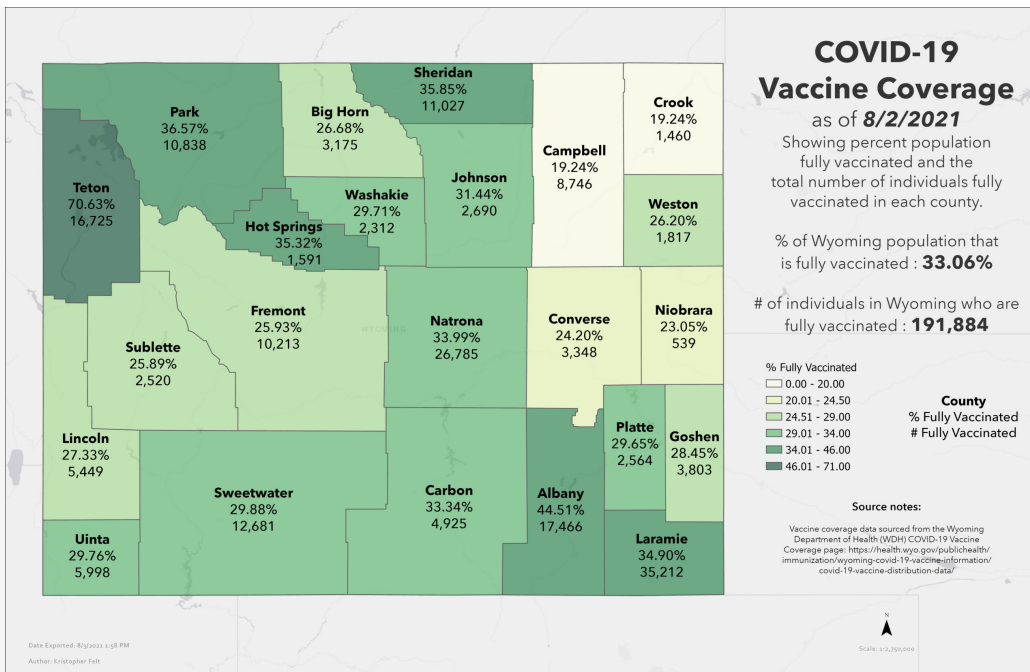 COVID-19
Vaccine Coverage
as of 8/2/2021
Showing percent population
fully vaccinated and the
total number of individuals fully
vaccinated in each county.
% of Wyoming population that
is fully vaccinated : 33.06%
# of individuals in Wyoming who are
fully vaccinated : 191,884
% Fully Vaccinated
0.00 - 20.00
20.01 - 24.50
24.51 - 29.00
29.01 - 34.00
34.01 - 46.00
46.01 - 71.00
County
% Fully Vaccinated
# Fully Vaccinated
Source notes:
Vaccine coverage data sourced from the Wyoming
Department of Health (WDH) COVID-19 Vaccine
Coverage page: https://health.wyo.gov/publichealth/
immunization/wyoming-covid-19-vaccine-information/
covid-19-vaccine-distribution-data/
N
Scale: 1:1,750,000
Park
36.57%
10,838
Big Horn
26.68%
3,175
Sheridan
35.85%
11,027
Campbell
19.24%
8,746
Crook
19.24%
1,460
Teton
70.63%
16,725
Hot Springs
35.32%
1,591
Washakie
29.71%
2,312
Johnson
31.44%
2,690
Weston
26.20%
1,817
Sublette
25.89%
2,520
Fremont
25.93%
10,213
WYOMING
Natrona
33.99%
26,785
Converse
24.20%
3,348
Niobrara
23.05%
539
Lincoln
27.33%
5,449
Sweetwater
29.88%
12,681
Carbon
33.34%
4,925
Albany
44.51%
17,466
Platte
29.65%
2,564
Goshen
28.45%
3,803
Uinta
29.76%
5,998
Laramie
34.90%
35,212
Date Exported: 8/3/2021 1:58 PM
Author: Kristopher Felt